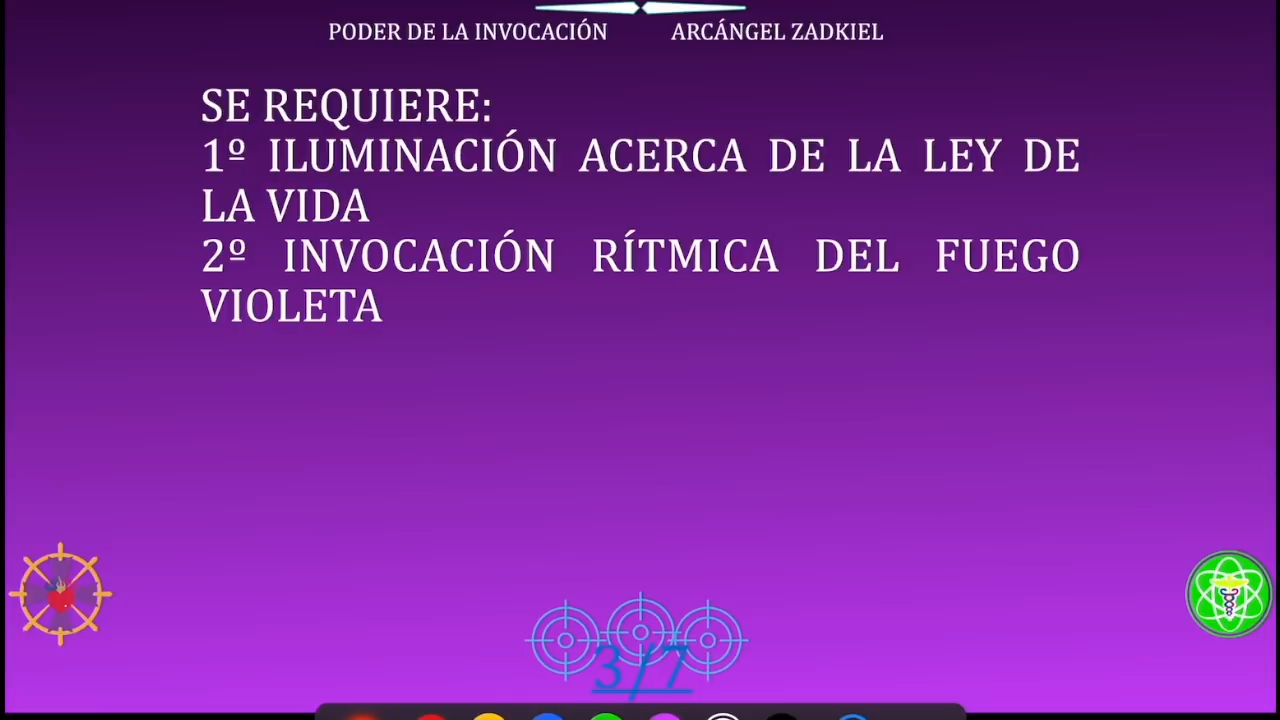 PODER DE LA INVOCACIÓN ARCÁNGEL ZADKIEL
SE REQUIERE:
1º ILUMINACIÓN ACERCA DE LA LEY DE
LA VIDA
2º INVOCACIÓN RÍTMICA DEL FUEGO
VIOLETA
3/7